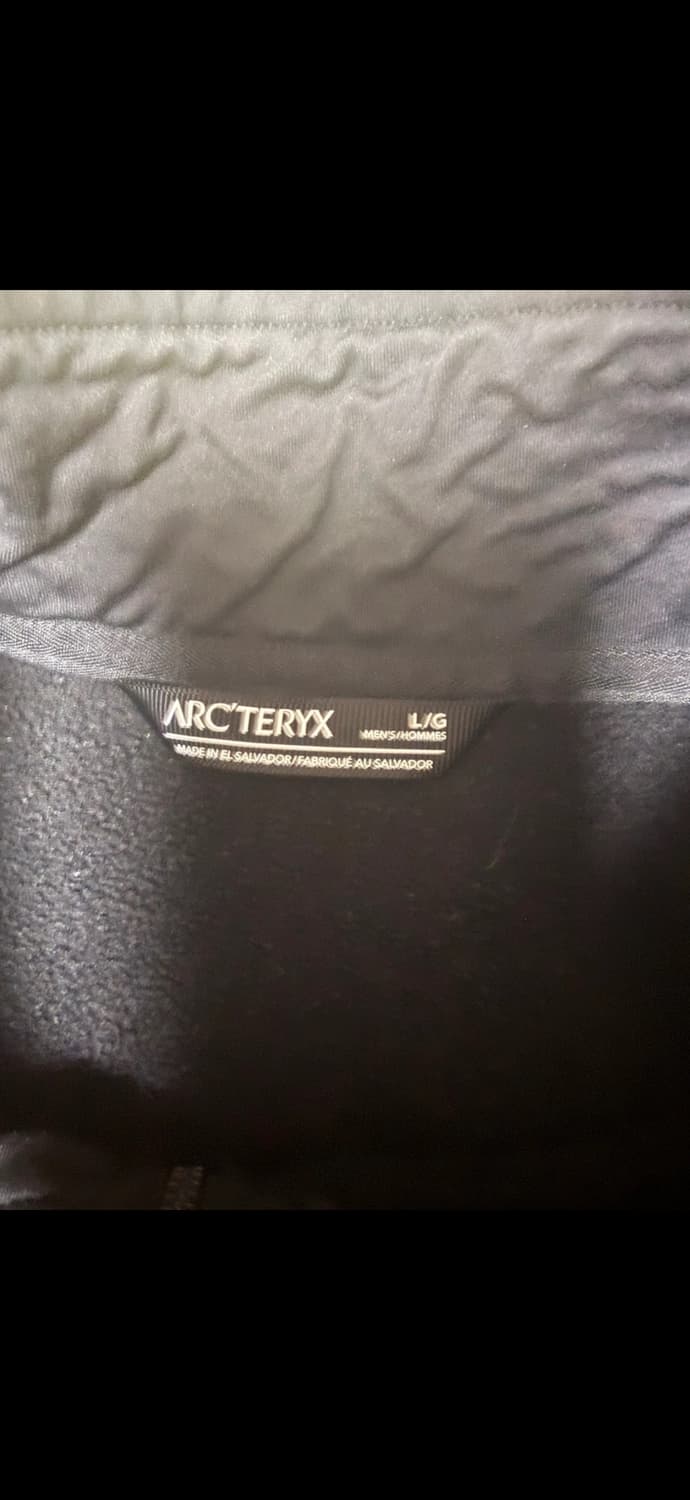 ARC'TERYX
L/G
MEN'S/HOMMES
MADE IN EL SALVADOR/FABRIQUÉ AU SALVADOR